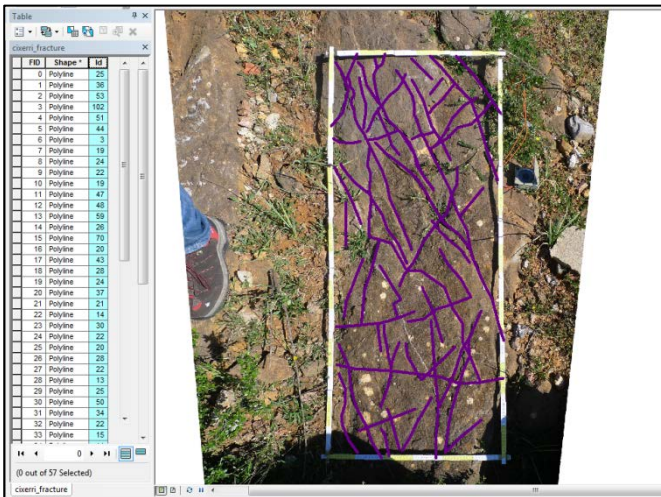 Table
cixerri_fracture
FID Shape * Id
0 Polyline 25
1 Polyline 36
2 Polyline 53
3 Polyline 102
4 Polyline 51
5 Polyline 44
6 Polyline 3
7 Polyline 19
8 Polyline 24
9 Polyline 22
10 Polyline 19
11 Polyline 47
12 Polyline 48
13 Polyline 59
14 Polyline 26
15 Polyline 70
16 Polyline 20
17 Polyline 43
18 Polyline 28
19 Polyline 24
20 Polyline 37
21 Polyline 21
22 Polyline 14
23 Polyline 30
24 Polyline 22
25 Polyline 20
26 Polyline 28
27 Polyline 22
28 Polyline 13
29 Polyline 25
30 Polyline 50
31 Polyline 34
32 Polyline 22
33 Polyline 15
0
(0 out of 57 Selected)
cixerri_fracture